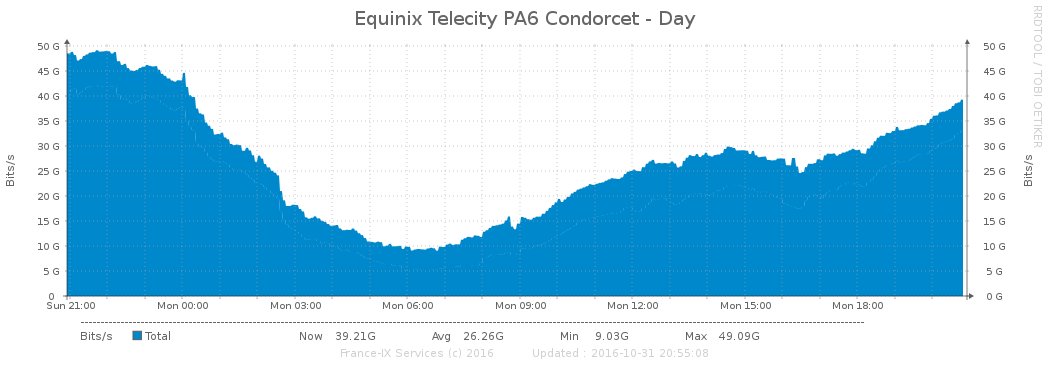 Equinix Telecity PA6 Condorcet - Day
RRDTOOL / TOBI OETIKER
Bits/s
50 G 50 G
45 G 45 G
40 G 40 G
35 G 35 G
30 G 30 G
25 G 25 G
20 G 20 G
15 G 15 G
10 G 10 G
5 G 5 G
0 0 G
Bits/s
Sun 21:00 Mon 00:00 Mon 03:00 Mon 06:00 Mon 09:00 Mon 12:00 Mon 15:00 Mon 18:00
Bits/s Total Now 39.21G Avg 26.26G Min 9.03G Max 49.09G
France-IX Services (c) 2016 Updated : 2016-10-31 20:55:08